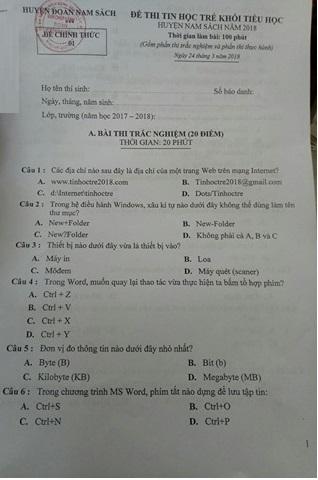 HUYỆN ĐOÀN NAM SÁCH
ĐỀ THI TIN HỌC TRẺ KHỐI TIỂU HỌC
HUYỆN NAM SÁCH NĂM 2018
ĐỀ CHÍNH THỨC
01
Thời gian làm bài: 100 phút
(Gồm phần thi trắc nghiệm và phần thi thực hành)
Ngày 24 tháng 3 năm 2018
Họ tên thí sinh:
Số báo danh:
Ngày, tháng, năm sinh:
Lớp, trường (năm học 2017 – 2018):
A. BÀI THI TRẮC NGHIỆM (20 ĐIỂM)
THỜI GIAN: 20 PHÚT
Câu 1 : Các địa chỉ nào sau đây là địa chỉ của một trang Web trên mạng Internet?
A. www.tinhoctre2018.com B. Tinhoctre2018@gmail.com
C. d:\Internet\tinhoctre D. Dots/Tinhoctre
Câu 2 : Trong hệ điều hành Windows, xâu kí tự nào dưới đây không thể dùng làm tên
thư mục?
A. New+Folder B. New-Folder
C. New?Folder D. Không phải cả A, B và C
Câu 3 : Thiết bị nào dưới đây vừa là thiết bị vào?
A. Máy in B. Loa
C. Môđem D. Máy quét (scaner)
Câu 4 : Trong Word, muốn quay lại thao tác vừa thực hiện ta bấm tổ hợp phím?
A. Ctrl + Z
B. Ctrl + V
C. Ctrl + X
D. Ctrl + Y
Câu 5 : Đơn vị đo thông tin nào dưới đây nhỏ nhất?
A. Byte (B) B. Bit (b)
C. Kilobyte (KB) D. Megabyte (MB)
Câu 6 : Trong chương trình MS Word, phím tắt nào dụng để lưu tập tin:
A. Ctrl+S B. Ctrl+O
C. Ctrl+N D. Ctrl+P
1